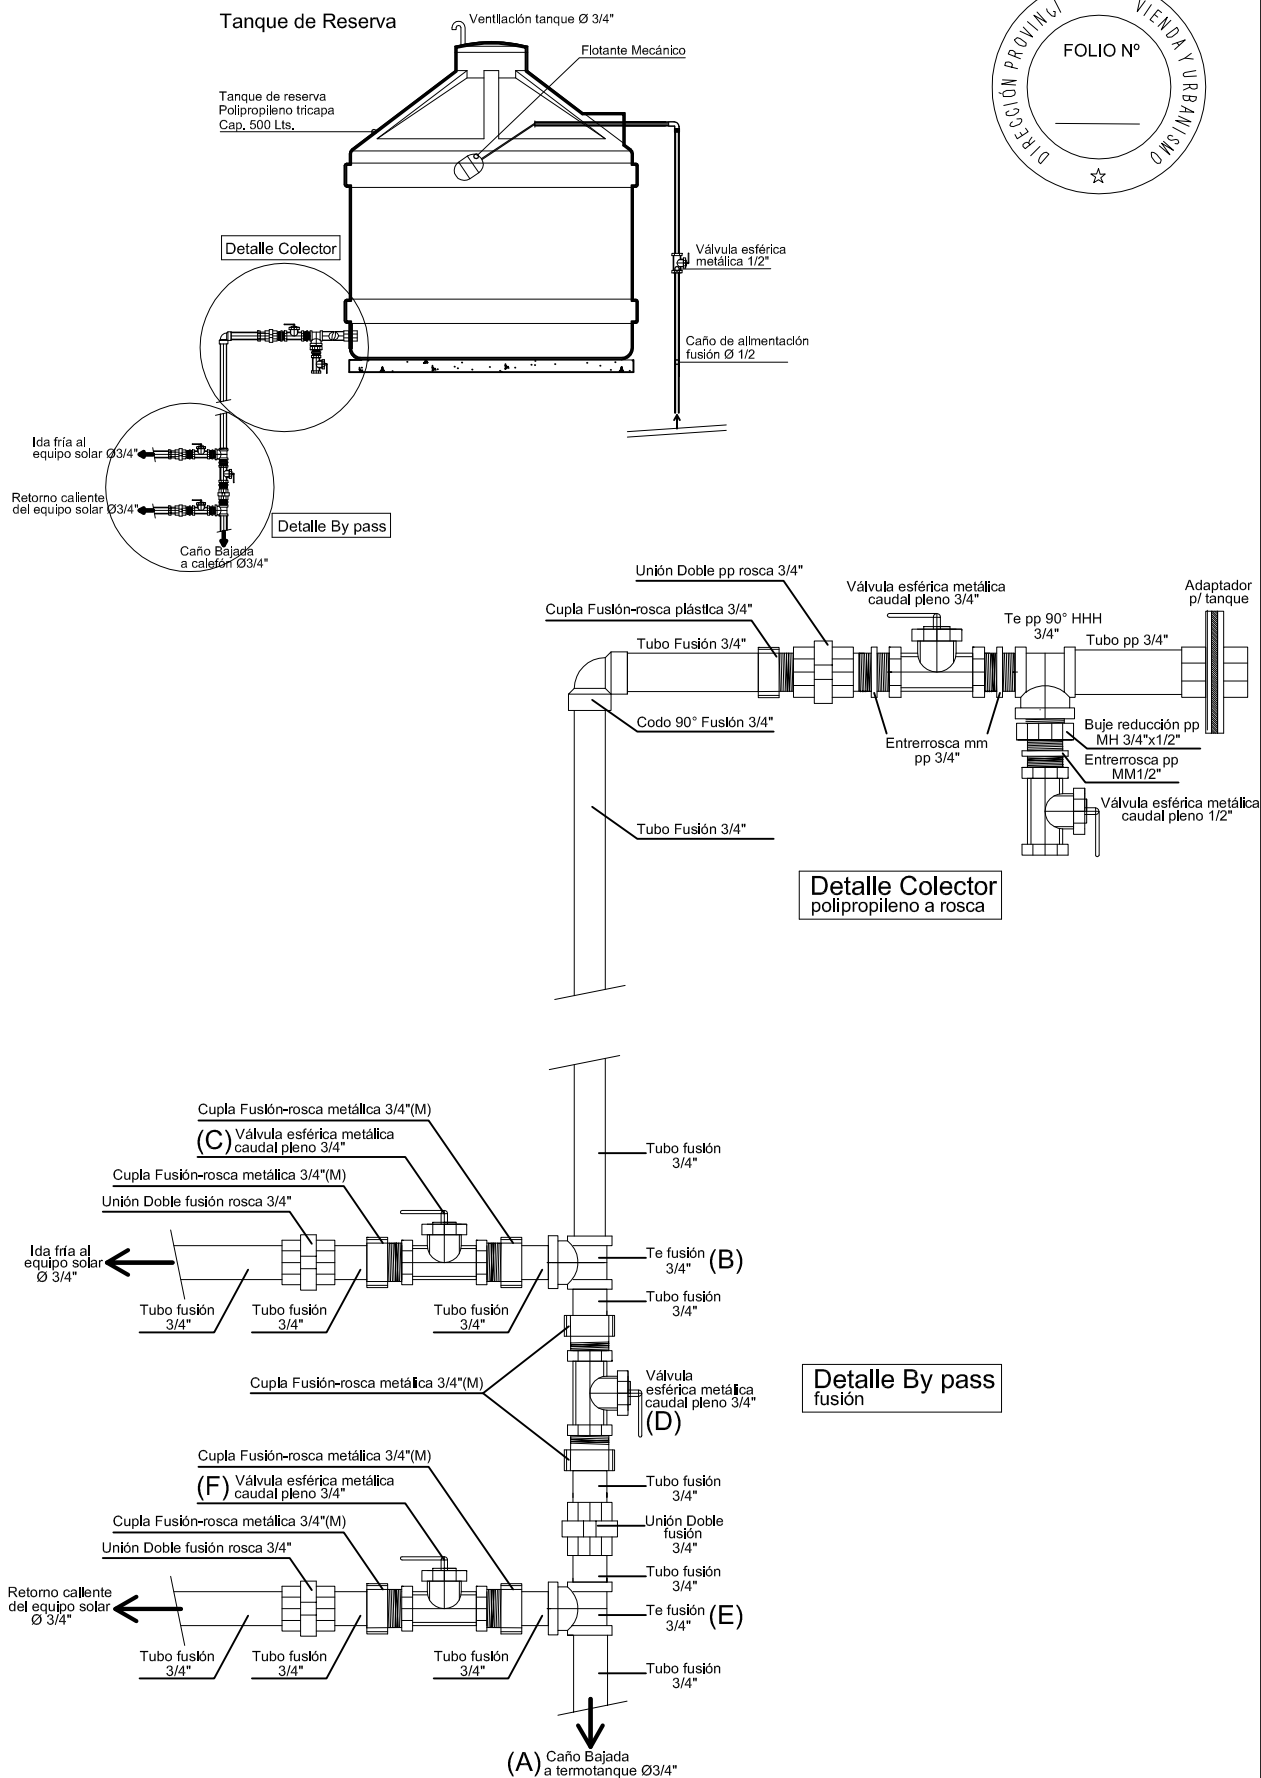 Tanque de Reserva
Ventilación tanque Ø 3/4"
Flotante Mecánico
Tanque de reserva
Polipropileno tricapa
Cap. 500 Lts.
FOLIO Nº
DIRECCIÓN PROVINC
VIENDA Y URBANISMO
Detalle Colector
Válvula esférica
metálica 1/2"
Caño de alimentación
fusión Ø 1/2
Ida fría al
equipo solar Ø3/4"
Retorno caliente
del equipo solar Ø3/4"
Detalle By pass
Caño Bajada
a calefón Ø3/4"
Unión Doble pp rosca 3/4"
Válvula esférica metálica
caudal pleno 3/4"
Adaptador
p/ tanque
Cupla Fusión-rosca plástica 3/4"
Te pp 90° HHH
3/4"
Tubo Fusión 3/4"
Tubo pp 3/4"
Codo 90° Fusión 3/4"
Entrerrosca mm
pp 3/4"
Buje reducción pp
MH 3/4"x1/2"
Entrerrosca pp
MM1/2"
Válvula esférica metálica
caudal pleno 1/2"
Tubo Fusión 3/4"
Detalle Colector
polipropileno a rosca
Cupla Fusión-rosca metálica 3/4"(M)
(C) Válvula esférica metálica
caudal pleno 3/4"
Tubo fusión
3/4"
Cupla Fusión-rosca metálica 3/4"(M)
Unión Doble fusión rosca 3/4"
Ida fría al
equipo solar
Ø 3/4"
Te fusión (B)
3/4"
Tubo fusión
3/4"
Tubo fusión
3/4"
Tubo fusión
3/4"
Tubo fusión
3/4"
Cupla Fusión-rosca metálica 3/4"(M)
Válvula
esférica metálica
caudal pleno 3/4"
(D)
Detalle By pass
fusión
Cupla Fusión-rosca metálica 3/4"(M)
(F) Válvula esférica metálica
caudal pleno 3/4"
Tubo fusión
3/4"
Cupla Fusión-rosca metálica 3/4"(M)
Unión Doble
fusión
3/4"
Unión Doble fusión rosca 3/4"
Tubo fusión
3/4"
Retorno caliente
del equipo solar
Ø 3/4"
Te fusión (E)
3/4"
Tubo fusión
3/4"
Tubo fusión
3/4"
Tubo fusión
3/4"
Tubo fusión
3/4"
(A) Caño Bajada
a termotanque Ø3/4"